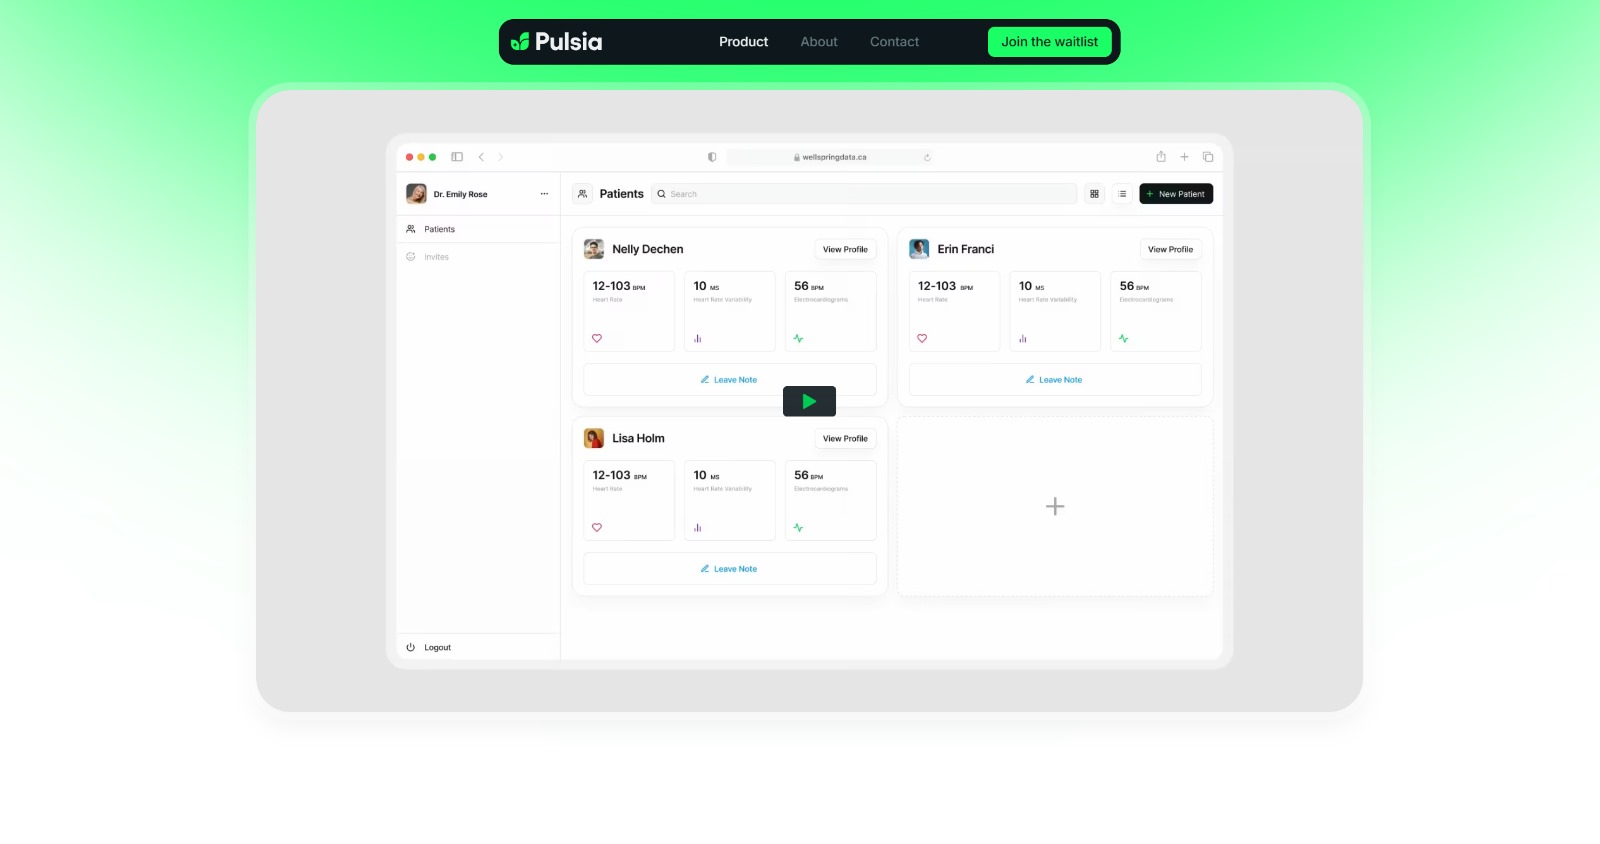 Pulsia
Product
About
Contact
Join the waitlist
wellspringdata.ca
Dr. Emily Rose
Patients
Search
New Patient
Patients
Invites
Nelly Dechen
View Profile
12-103 BPM
Heart Rate
10 MS
Heart Rate Variability
56 BPM
Electrocardiograms
Leave Note
Erin Franci
View Profile
12-103 BPM
Heart Rate
10 MS
Heart Rate Variability
56 BPM
Electrocardiograms
Leave Note
Lisa Holm
View Profile
12-103 BPM
Heart Rate
10 MS
Heart Rate Variability
56 BPM
Electrocardiograms
Leave Note
Logout